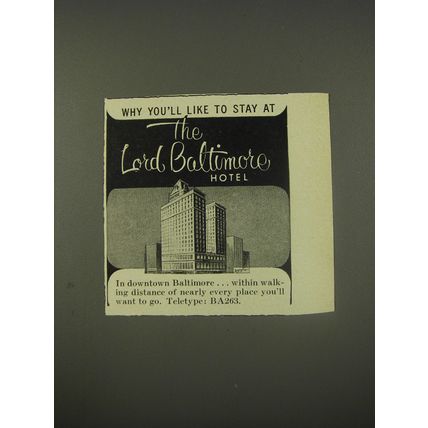 WHY YOU'LL LIKE TO STAY AT
The
Lord Baltimore
HOTEL
In downtown Baltimore . . . within walk-
ing distance of nearly every place you'll
want to go. Teletype: BA263.